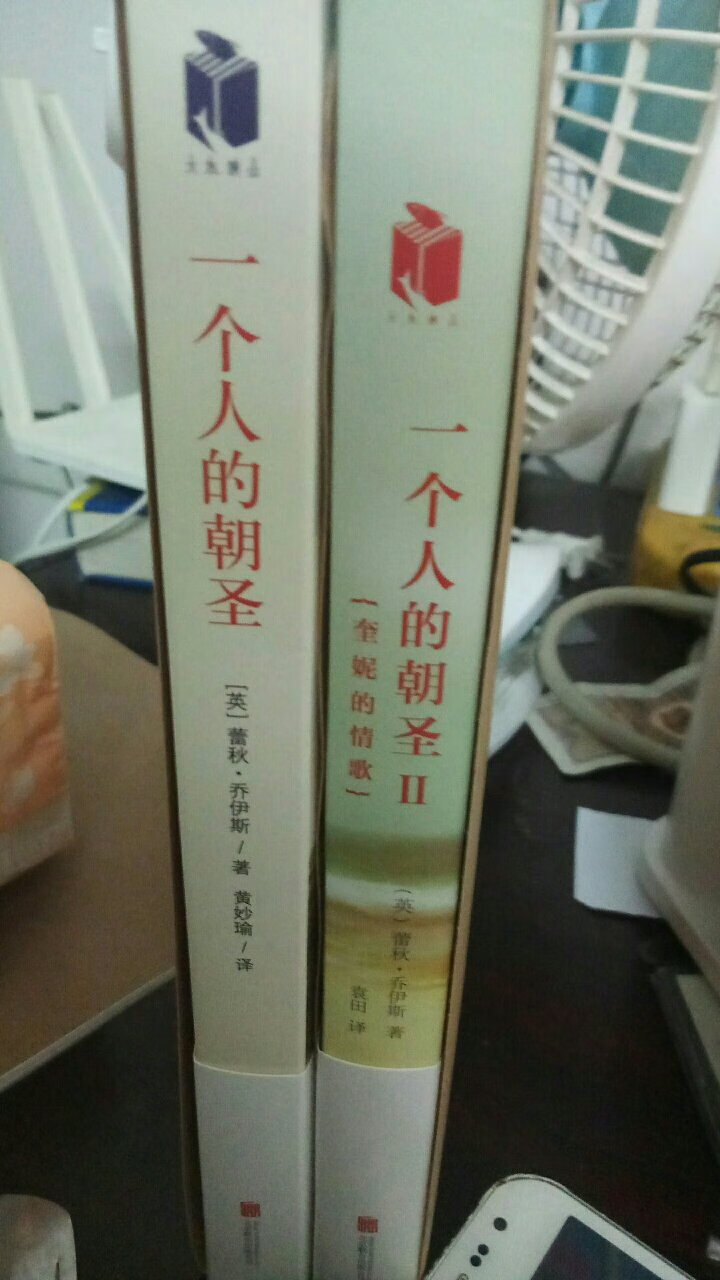 一个人的朝圣
[英]蕾秋·乔伊斯/著 黄妙瑜/译
一个人的朝圣 II
(奎妮的情歌)
(英)蕾秋·乔伊斯 著
袁田 译